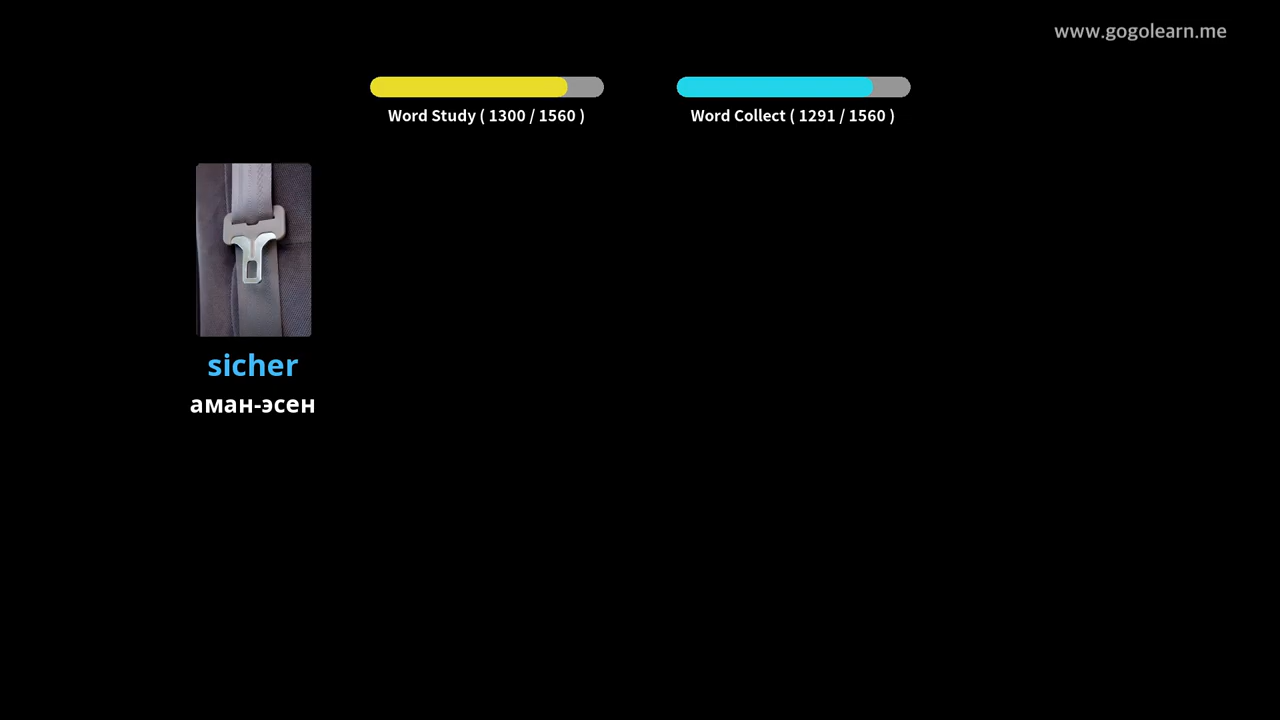 www.gogolearn.me
Word Study ( 1300 / 1560 )
Word Collect ( 1291 / 1560 )
sicher
аман-эсен